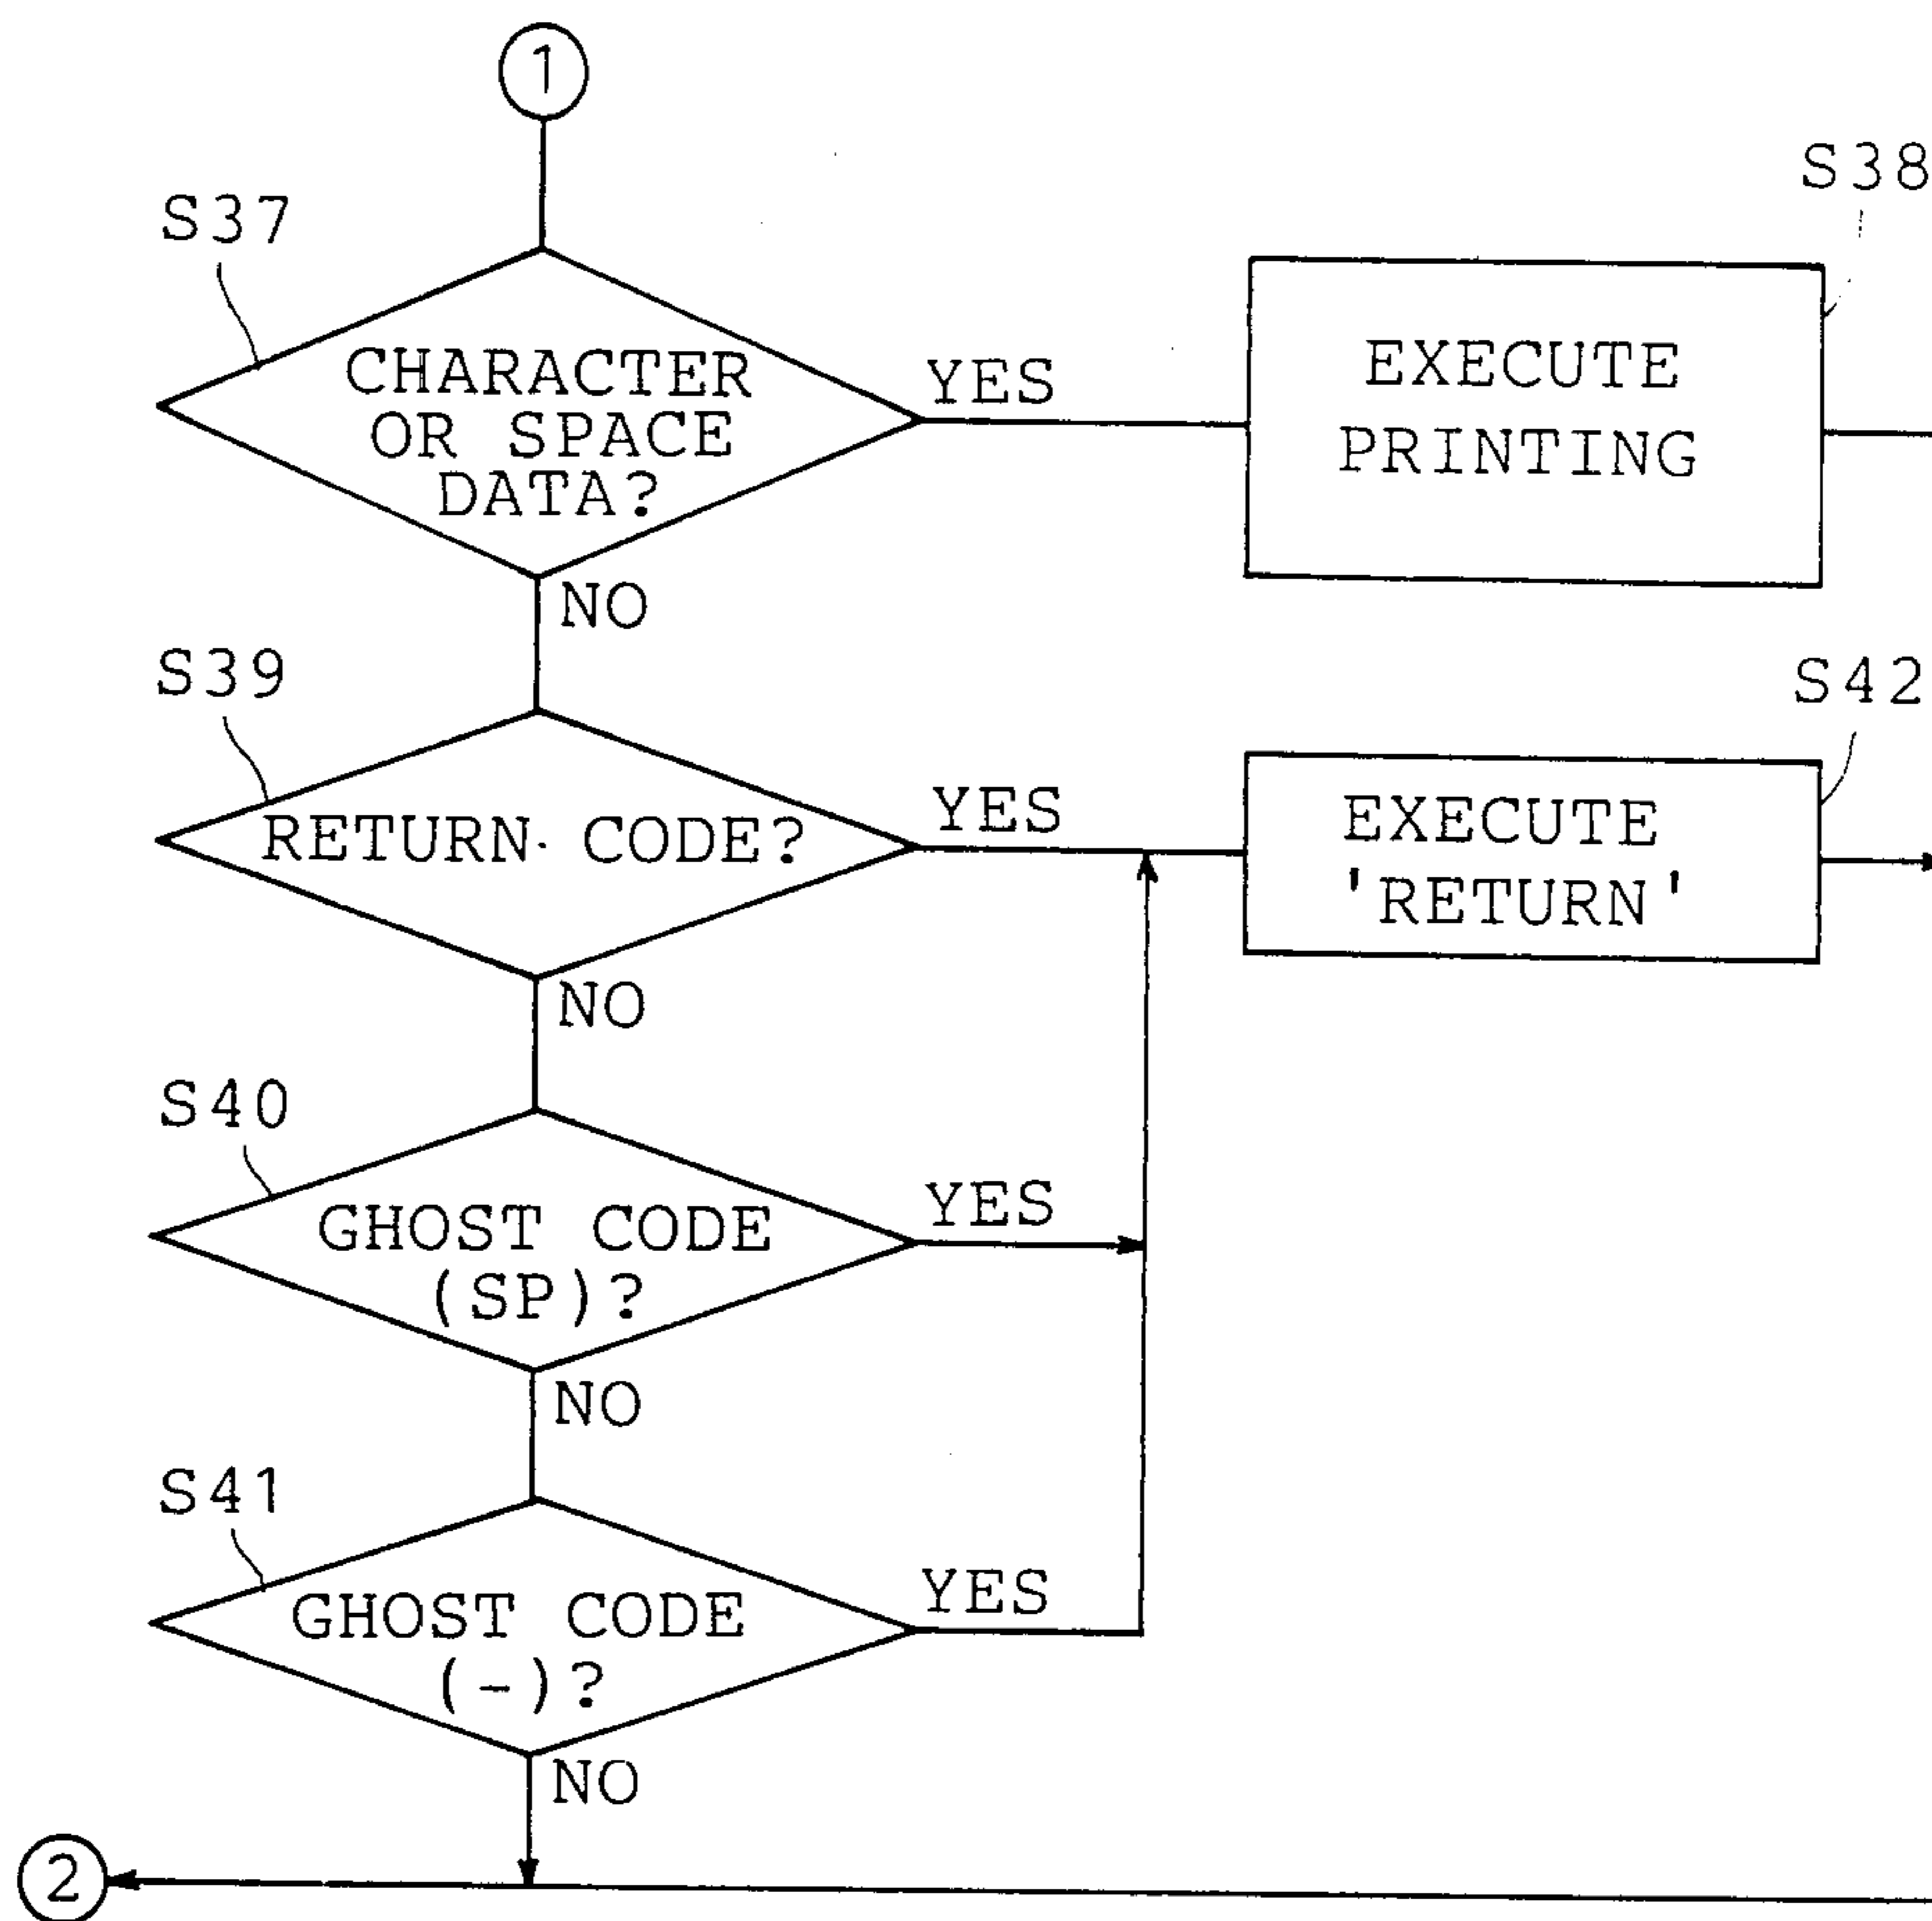 1
S37
S38
CHARACTER
OR SPACE
DATA?
YES
EXECUTE
PRINTING
NO
S39
S42
RETURN CODE?
YES
EXECUTE
'RETURN'
NO
S40
GHOST CODE
(SP)?
YES
NO
S41
GHOST CODE
(-)?
YES
NO
2